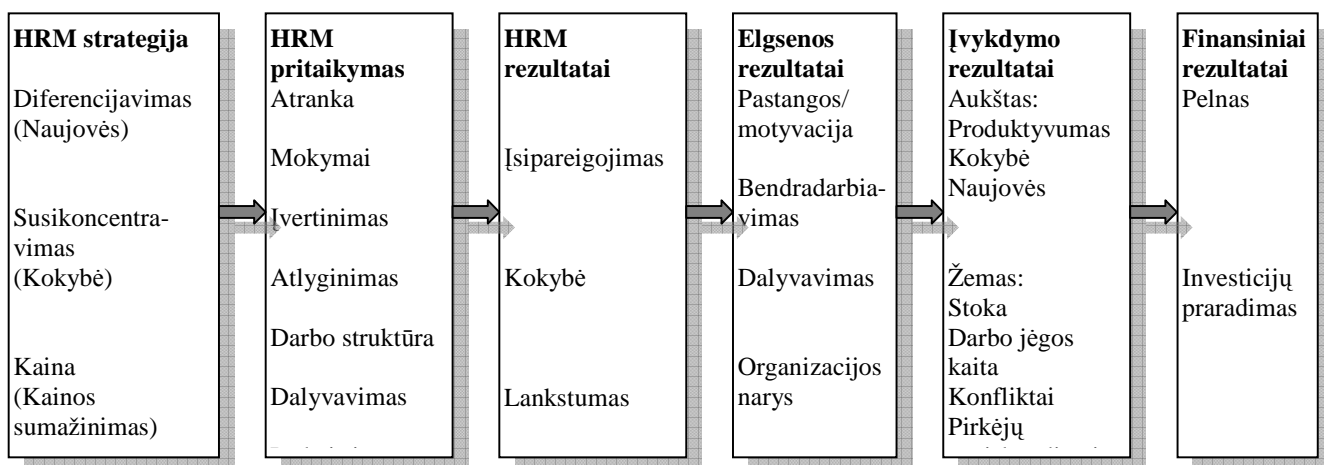 HRM strategija
Diferencijavimas
(Naujovės)
Susikoncentra-
vimas
(Kokybė)
Kaina
(Kainos
sumažinimas)
HRM
pritaikymas
Atranka
Mokymai
Ivertinimas
Atlyginimas
Darbo struktūra
Dalyvavimas
HRM
rezultatai
Įsipareigojimas
Kokybė
Lankstumas
Elgsenos
rezultatai
Pastangos/
motyvacija
Bendradarbia-
vimas
Dalyvavimas
Organizacijos
narys
Įvykdymo
rezultatai
Aukštas:
Produktyvumas
Kokybė
Naujovės
Žemas:
Stoka
Darbo jėgos
kaita
Konfliktai
Pirkėjų
Finansiniai
rezultatai
Pelnas
Investicijų
praradimas